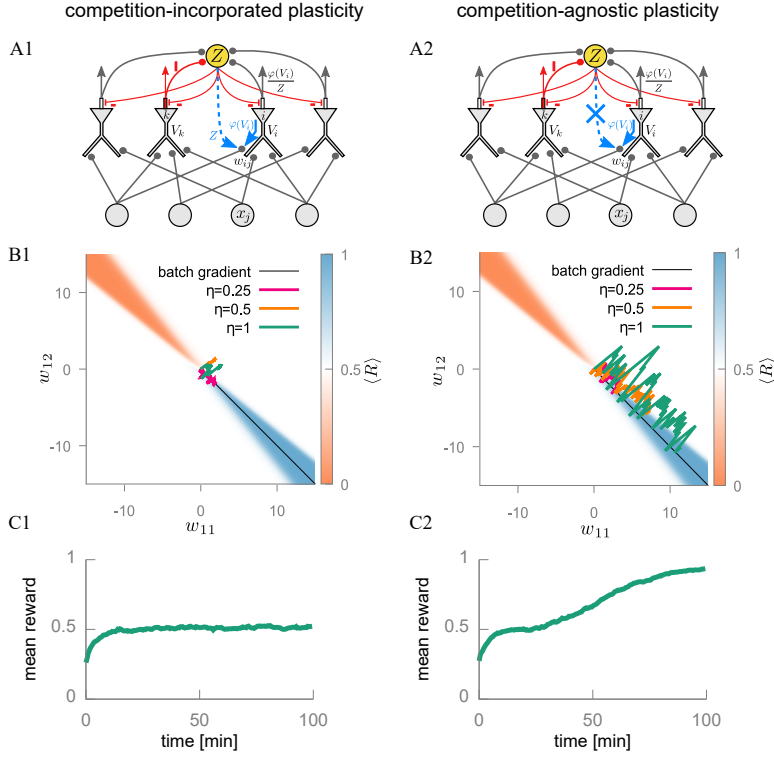 competition-incorporated plasticity
competition-agnostic plasticity
A1
Z
φ(V_i)
Z
k
i
V_k
Z
φ(V_i)
V_i
w_ij
x_j
A2
Z
φ(V_i)
Z
k
i
V_k
φ(V_i)
V_i
w_ij
x_j
B1
batch gradient
η=0.25
η=0.5
η=1
10
0
-10
w_12
-10
0
10
w_11
1
0.5
0
⟨R⟩
B2
batch gradient
η=0.25
η=0.5
η=1
10
0
-10
w_12
-10
0
10
w_11
1
0.5
0
⟨R⟩
C1
1
0.5
0
mean reward
0
50
100
time [min]
C2
1
0.5
0
mean reward
0
50
100
time [min]